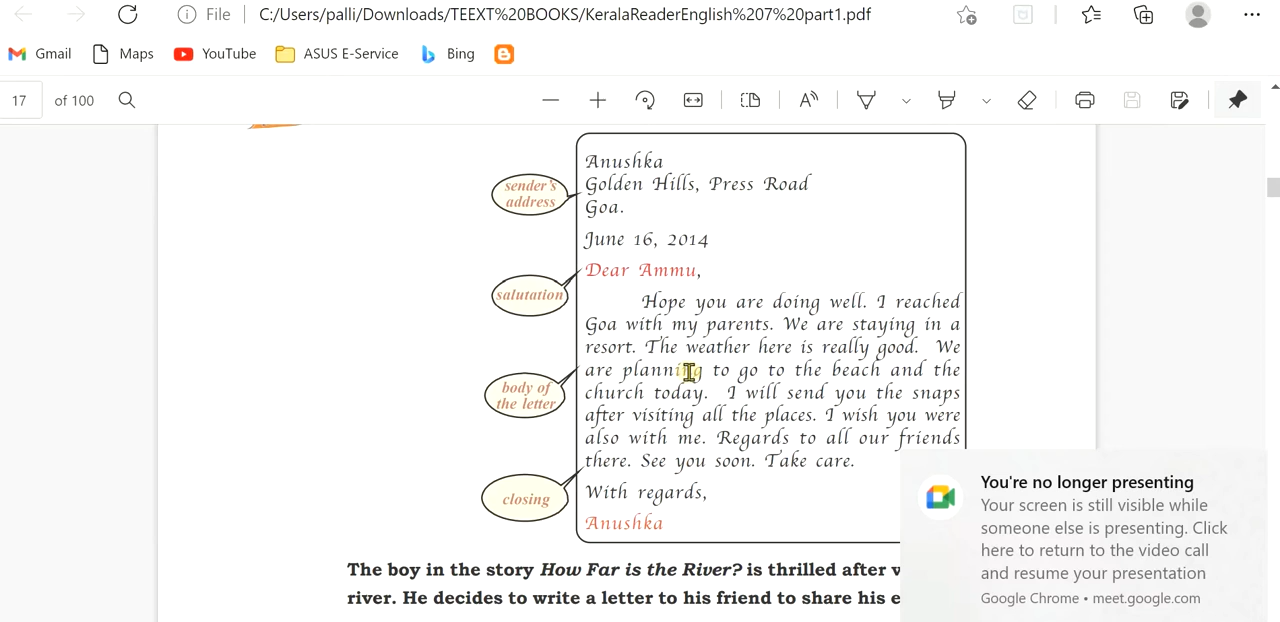 File C:/Users/palli/Downloads/TEEXT%20BOOKS/KeralaReaderEnglish%207%20part1.pdf
Gmail Maps YouTube ASUS E-Service Bing
17 of 100
sender's
address
Anushka
Golden Hills, Press Road
Goa.
June 16, 2014
salutation
Dear Ammu,
Hope you are doing well. I reached
Goa with my parents. We are staying in a
resort. The weather here is really good. We
are planning to go to the beach and the
church today. I will send you the snaps
after visiting all the places. I wish you were
also with me. Regards to all our friends
there. See you soon. Take care.
body of
the letter
closing
With regards,
Anushka
The boy in the story How Far is the River? is thrilled after
river. He decides to write a letter to his friend to share his
You're no longer presenting
Your screen is still visible while
someone else is presenting. Click
here to return to the video call
and resume your presentation
Google Chrome • meet.google.com